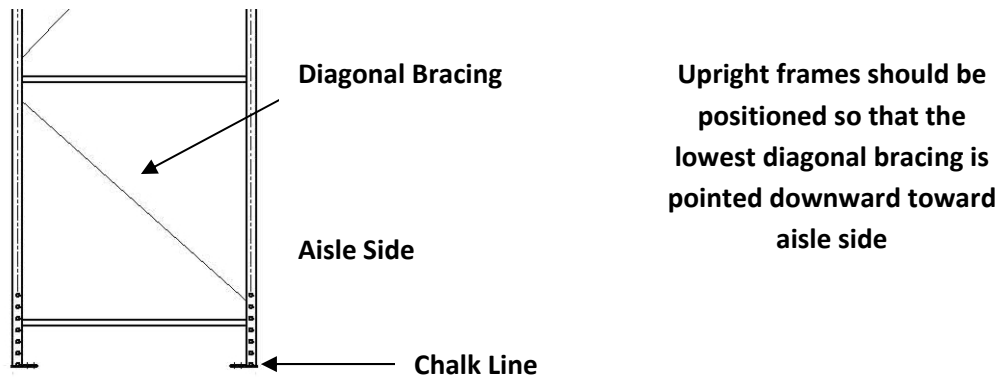 Diagonal Bracing
Aisle Side
Chalk Line
Upright frames should be
positioned so that the
lowest diagonal bracing is
pointed downward toward
aisle side